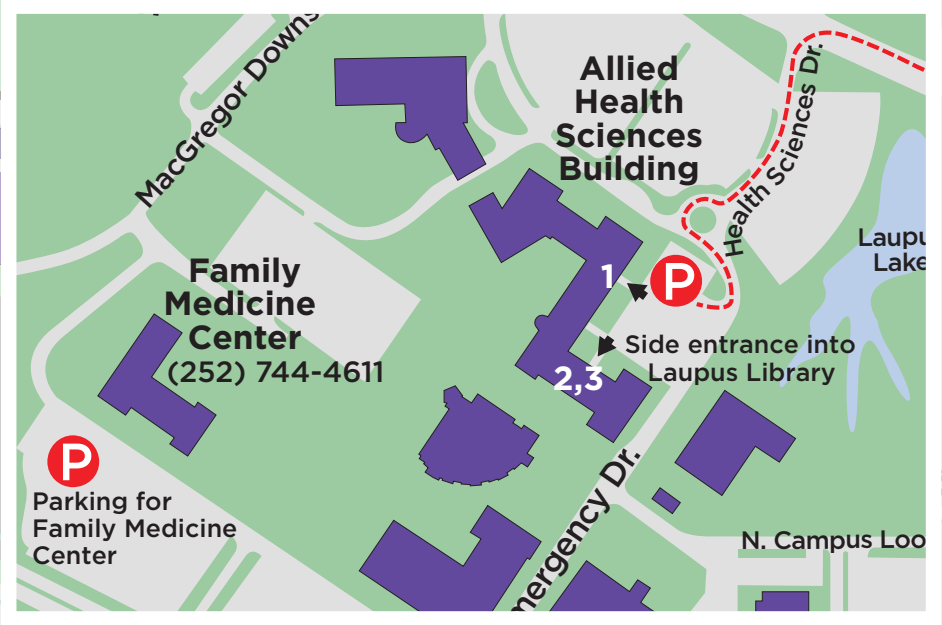 MacGregor Downs
Allied
Health
Sciences
Building
Health Sciences Dr.
Laupu
Lake
1
P
Family
Medicine
Center
(252) 744-4611
Side entrance into
Laupus Library
2,3
P
Parking for
Family Medicine
Center
mergency Dr.
N. Campus Loo